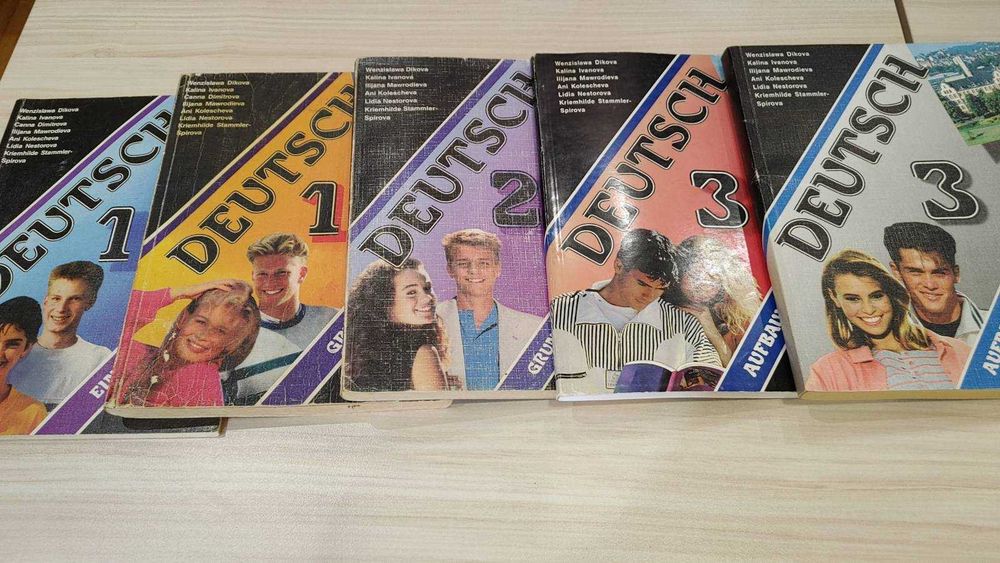 Wenzislawa Dikova
Kalina Ivanova
Canna Dimitrova
Ilijana Mawrodieva
Ani Kolescheva
Lidia Nestorova
Kriemhilde Stammler-
Spirova
DEUTSCH
1
Wenzislawa Dikova
Kalina Ivanova
Canna Dimitrova
Ilijana Mawrodieva
Ani Kolescheva
Lidia Nestorova
Kriemhilde Stammler-
Spirova
DEUTSCH
1
Wenzislawa Dikova
Kalina Ivanova
Ilijana Mawrodieva
Ani Kolescheva
Lidia Nestorova
Kriemhilde Stammler-
Spirova
DEUTSCH
2
GRUN
Wenzislawa Dikova
Kalina Ivanova
Ilijana Mawrodieva
Ani Kolescheva
Lidia Nestorova
Kriemhilde Stammler-
Spirova
DEUTSCH
3
AUFBAU
Wenzislawa Dikova
Kalina Ivanova
Ilijana Mawrodieva
Ani Kolescheva
Lidia Nestorova
Kriemhilde Stammler-
Spirova
DEUTSCH
3